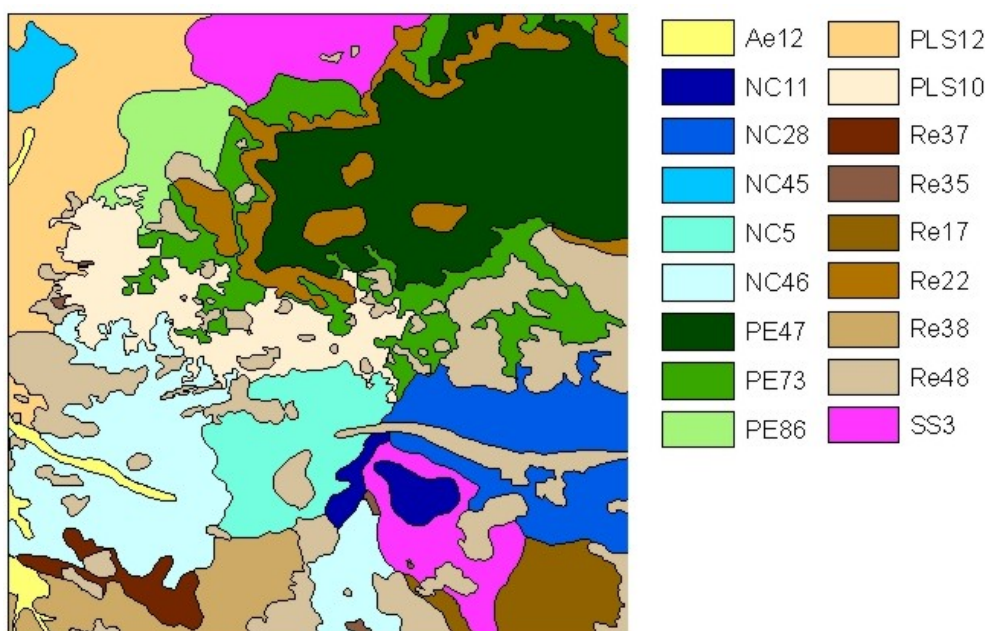 Ae12 PLS12
NC11 PLS10
NC28 Re37
NC45 Re35
NC5 Re17
NC46 Re22
PE47 Re38
PE73 Re48
PE86 SS3